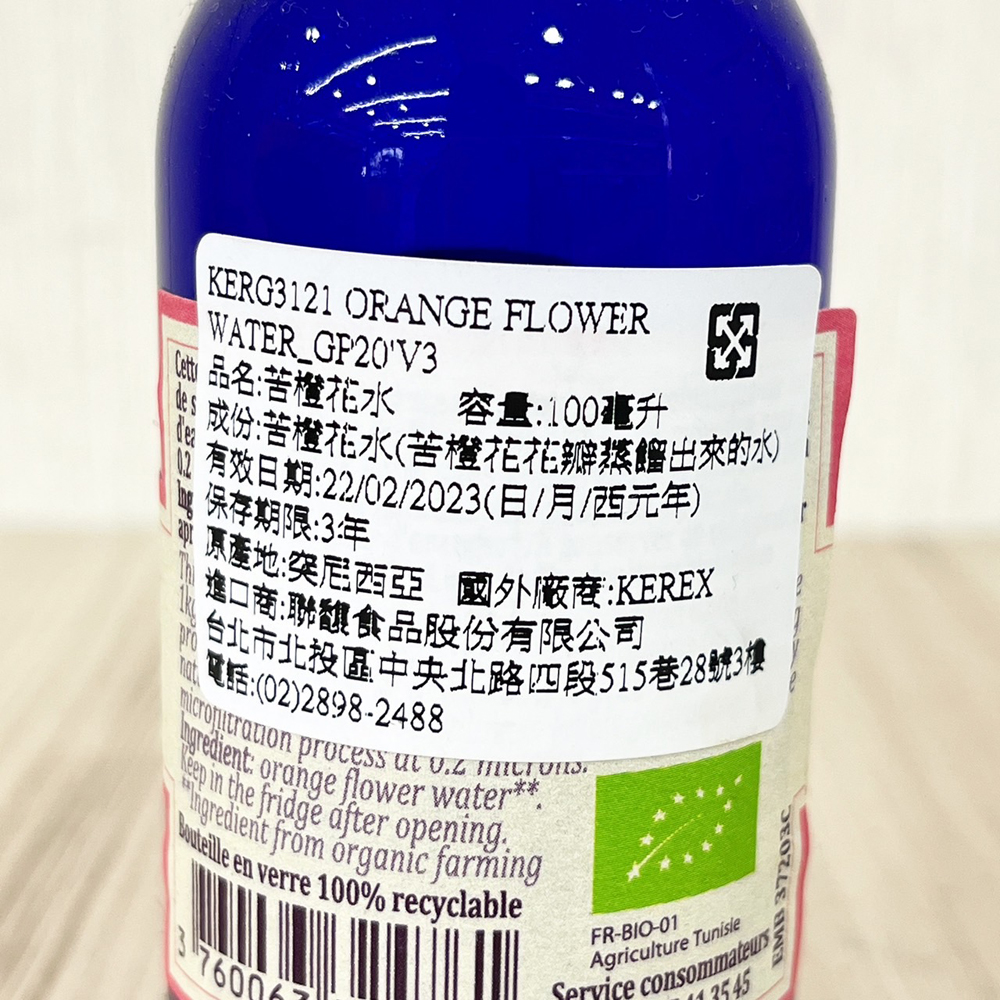 KERG3121 ORANGE FLOWER
WATER_GP20'V3
品名:苦橙花水 容量:100毫升
成份:苦橙花水(苦橙花花瓣蒸餾出來的水)
有效日期:22/02/2023(日/月/西元年)
保存期限:3年
原產地:突尼西亞 國外廠商:KEREX
進口商:聯馥食品股份有限公司
台北市北投區中央北路四段515巷28號3樓
電話:(02)2898-2488
microfiltration process at 0.2 microns.
Ingredient: orange flower water**.
Keep in the fridge after opening.
**Ingredient from organic farming
Bouteille en verre 100% recyclable
3 760063
FR-BIO-01
Agriculture Tunisie
EMB 37203C
Service consommateurs
35 45